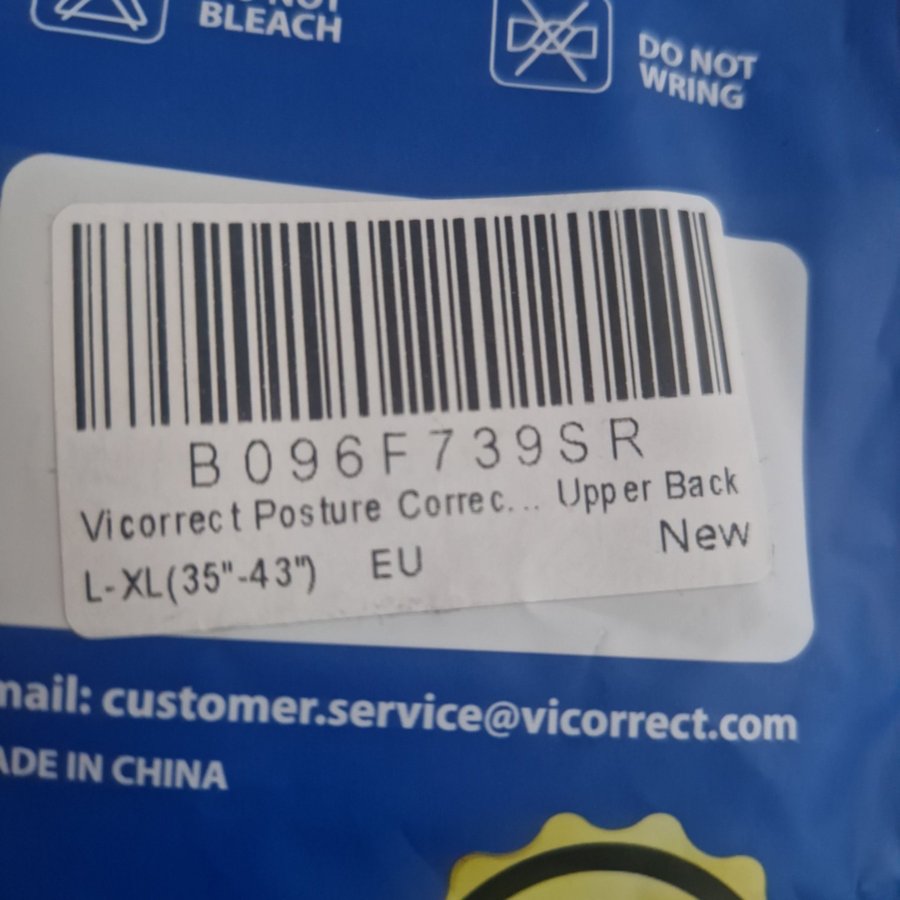 NOT
BLEACH
DO NOT
WRING
B096F739SR
Vicorrect Posture Correc... Upper Back
L-XL(35"-43") EU New
mail: customer.service@vicorrect.com
ADE IN CHINA